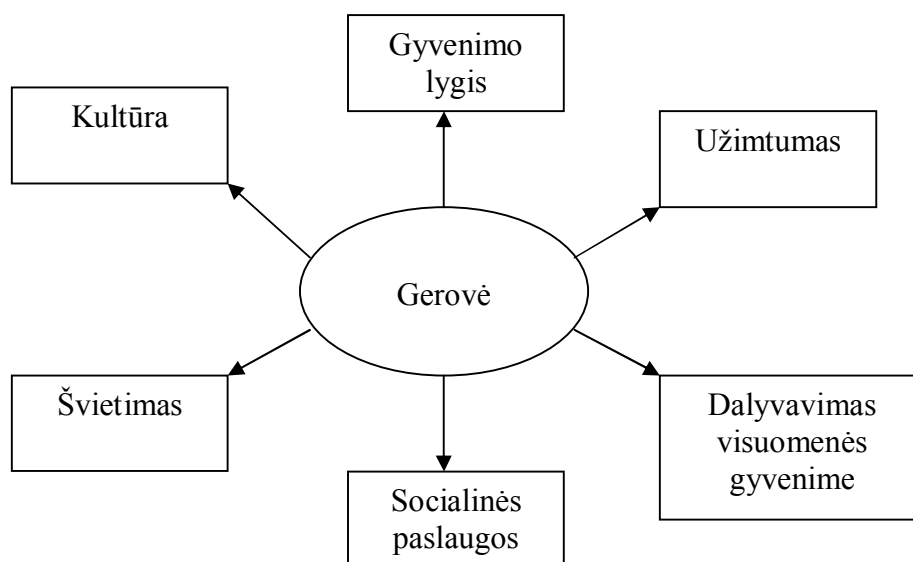 Gyvenimo
lygis
Kultūra
Užimtumas
Gerovė
Švietimas
Dalyvavimas
visuomenės
gyvenime
Socialinės
paslaugos